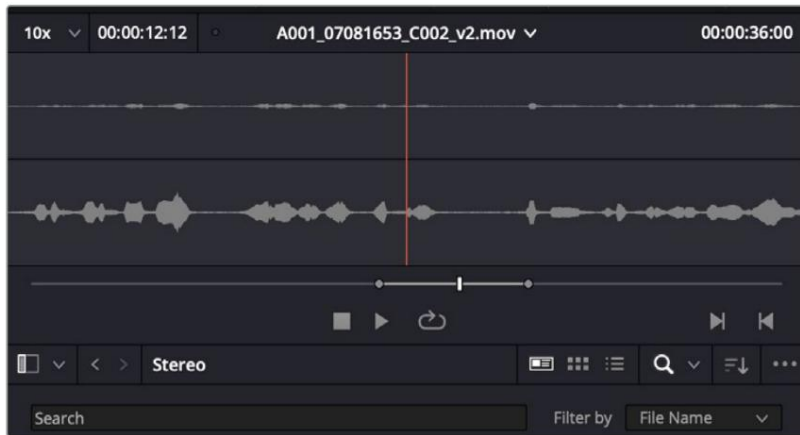 10x 00:00:12:12 A001_07081653_C002_v2.mov 00:00:36:00
Stereo
Search Filter by File Name